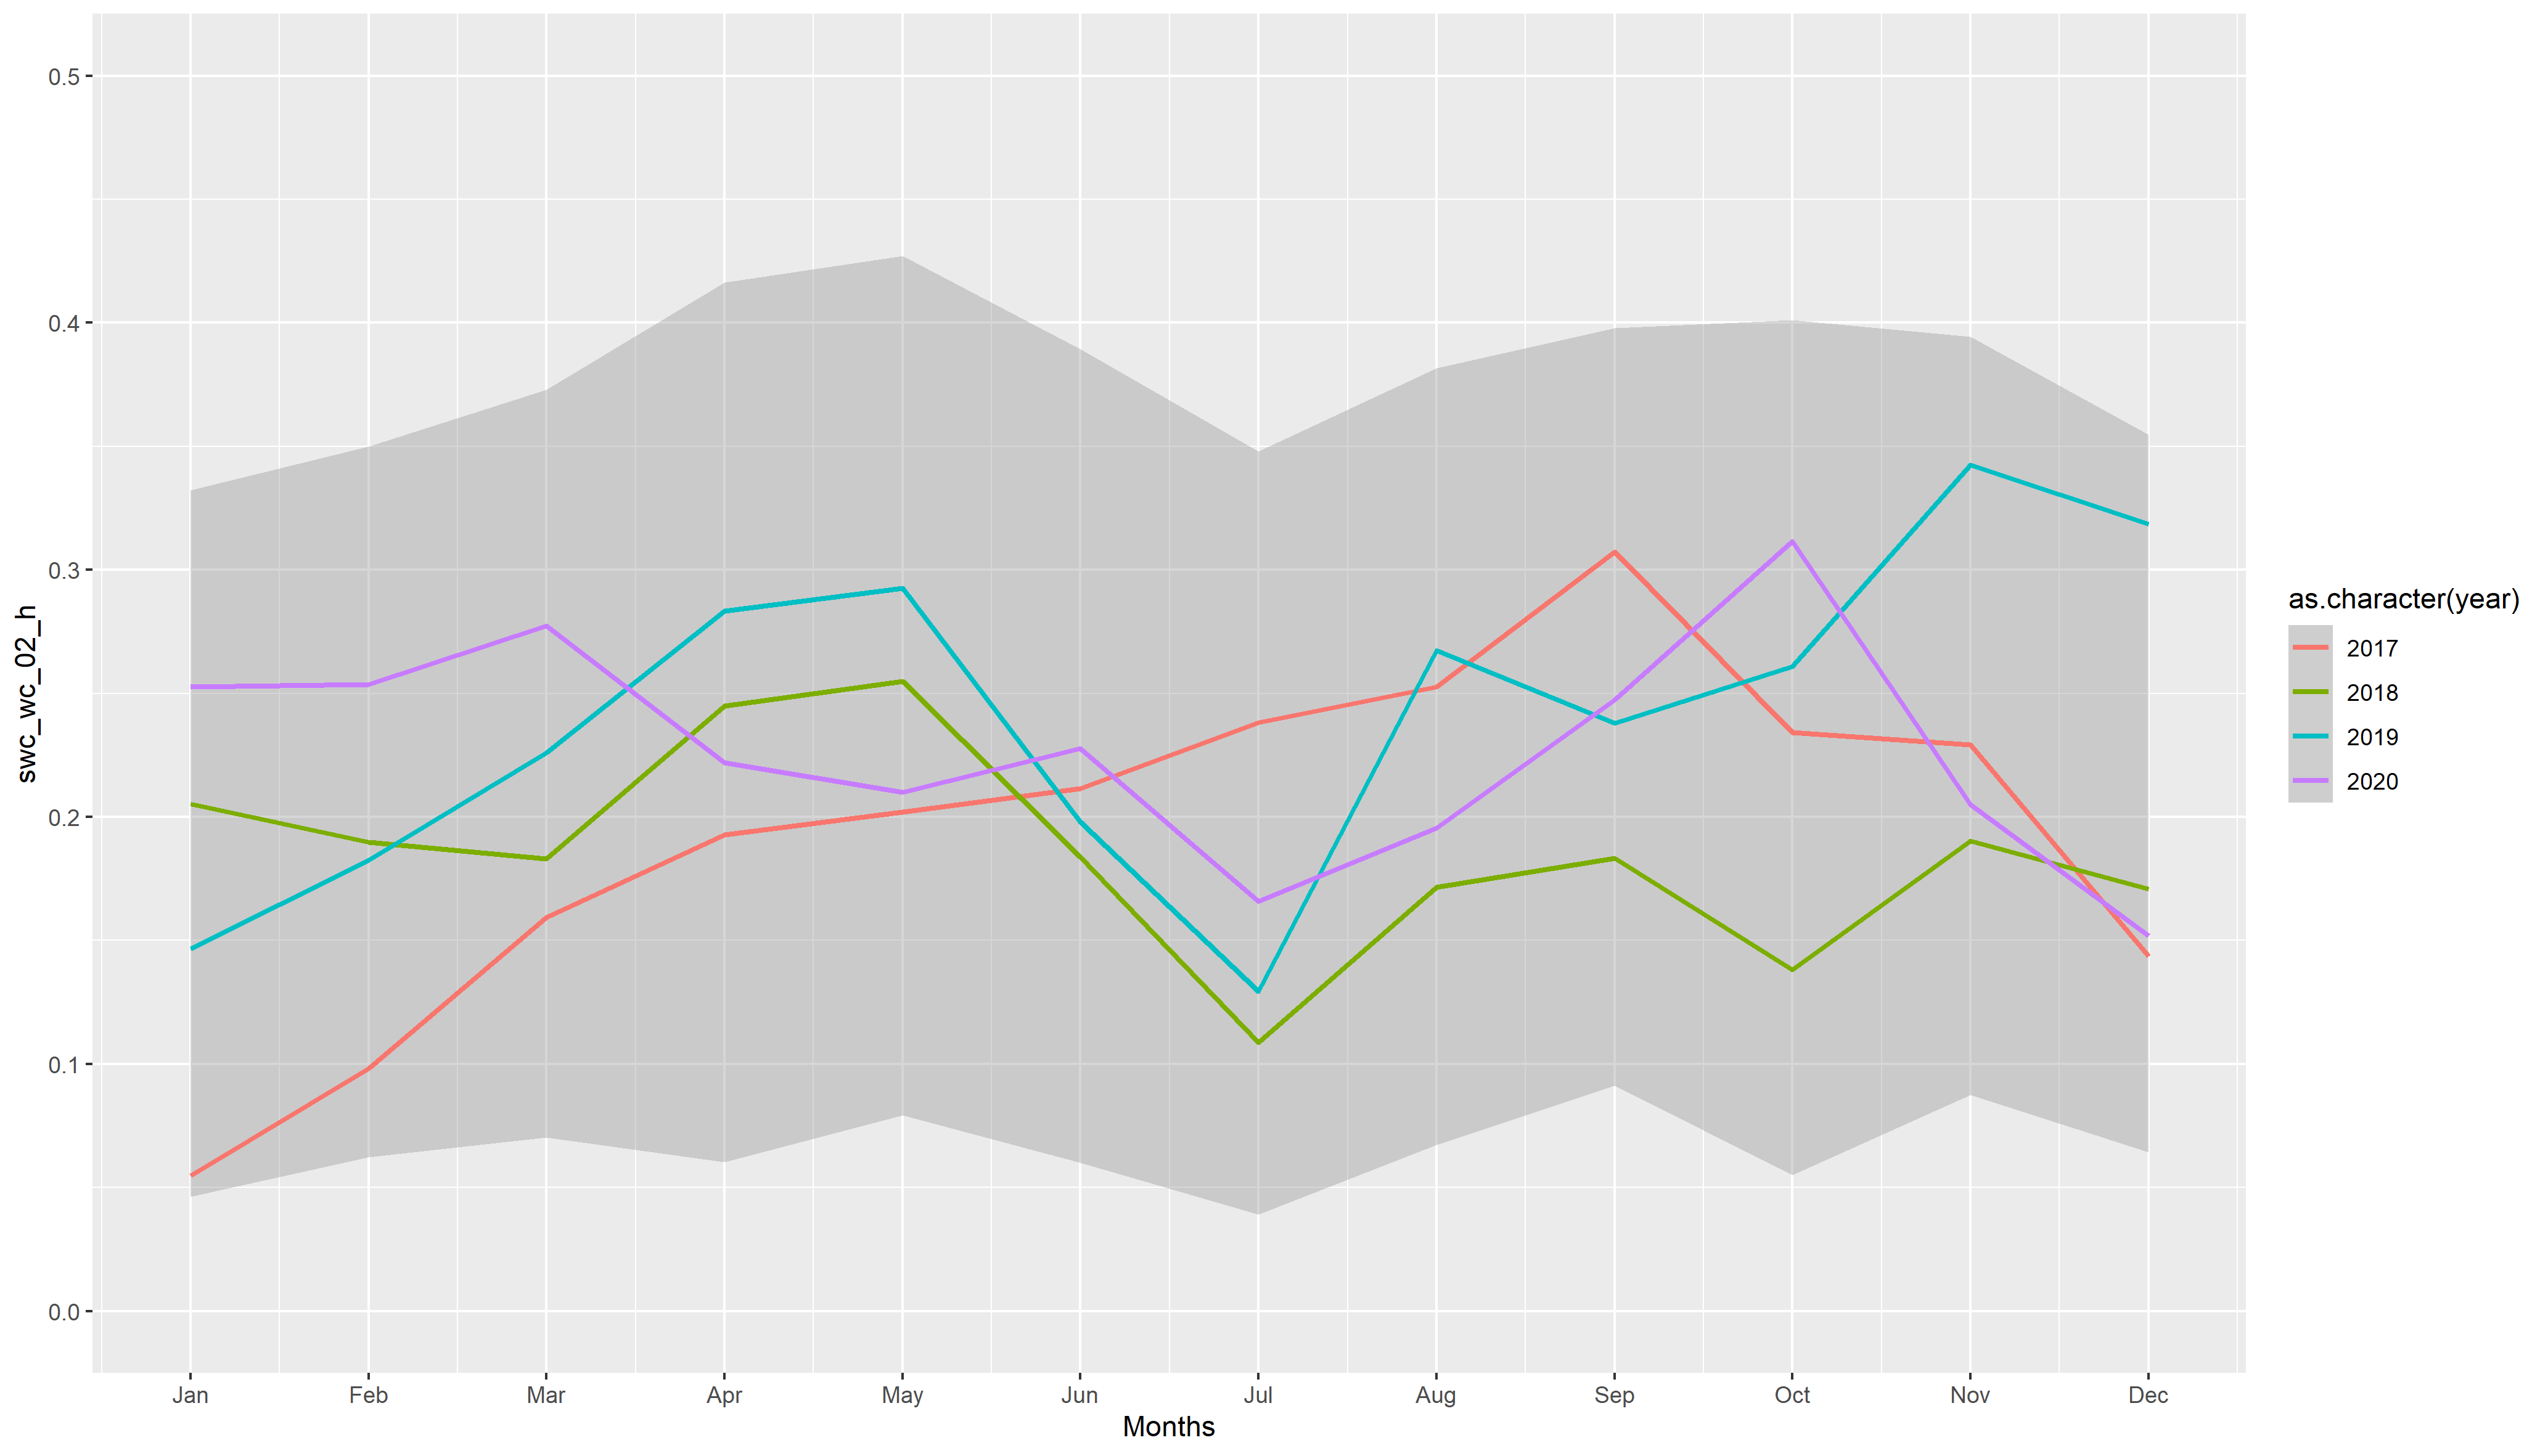 0.5
0.4
0.3
0.2
0.1
0.0
swc_wc_02_h
Jan Feb Mar Apr May Jun Jul Aug Sep Oct Nov Dec
Months
as.character(year)
2017
2018
2019
2020